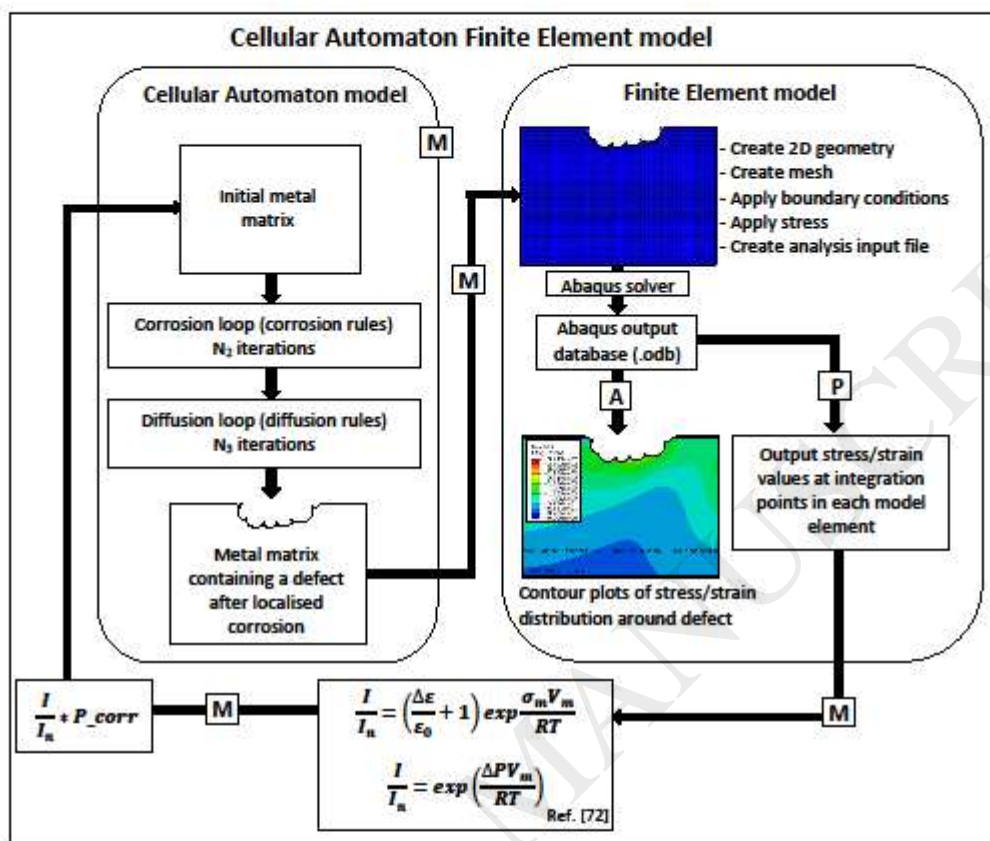 Cellular Automaton Finite Element model
Cellular Automaton model
M
Initial metal
matrix
Corrosion loop (corrosion rules)
N₂ iterations
Diffusion loop (diffusion rules)
N₃ iterations
Metal matrix
containing a defect
after localised
corrosion
M
Finite Element model
- Create 2D geometry
- Create mesh
- Apply boundary conditions
- Apply stress
- Create analysis input file
Abaqus solver
Abaqus output
database (.odb)
A
P
Contour plots of stress/strain
distribution around defect
Output stress/strain
values at integration
points in each model
element
M
I/Iₙ = (Δε/ε₀ + 1) exp σₘVₘ/RT
I/Iₙ = exp (ΔPVₘ/RT)
Ref. [72]
M
I/Iₙ * P_corr
MANUSCRI